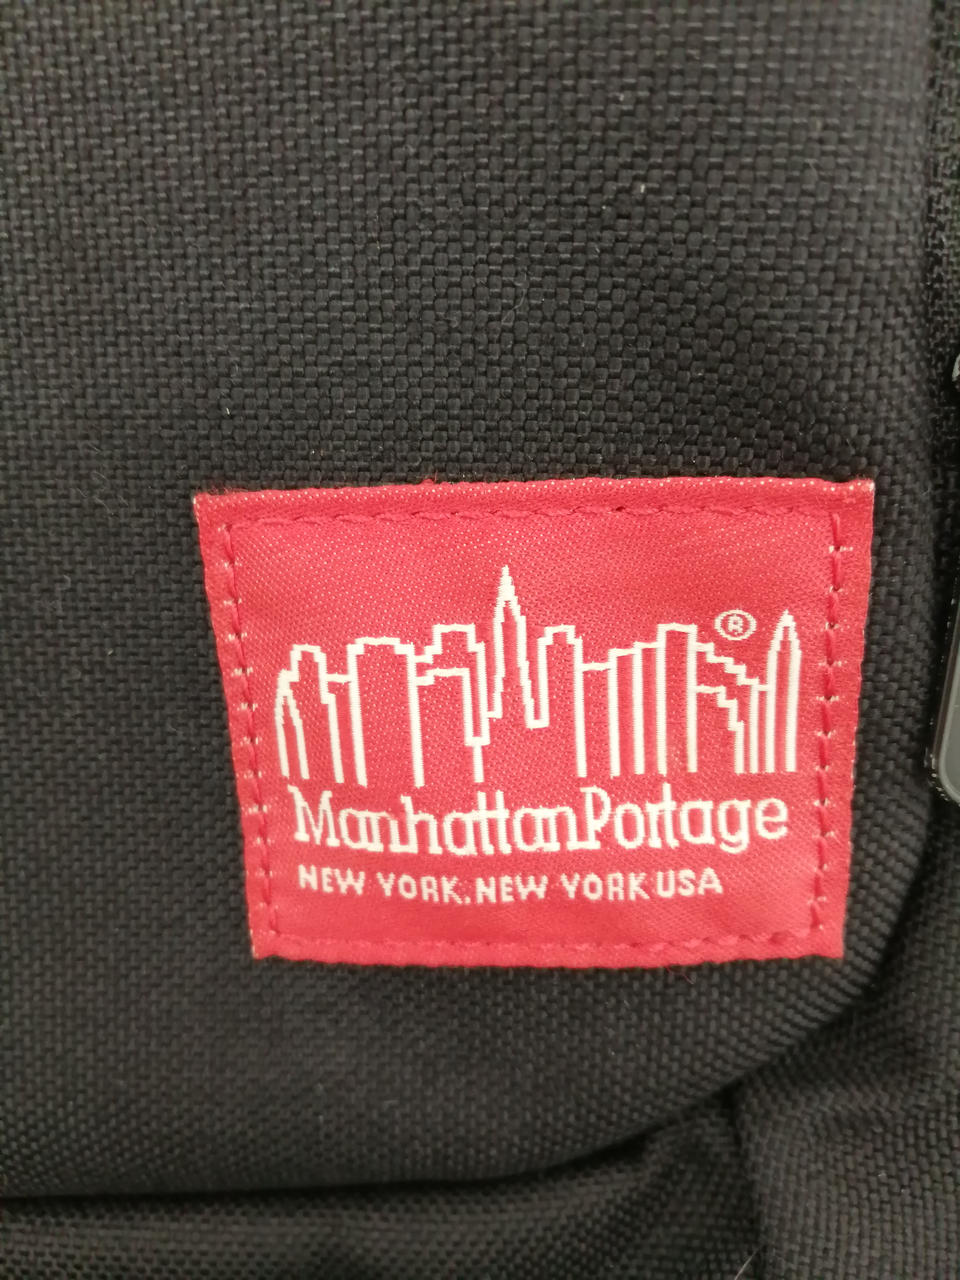 ®
ManhattanPortage
NEW YORK, NEW YORK USA